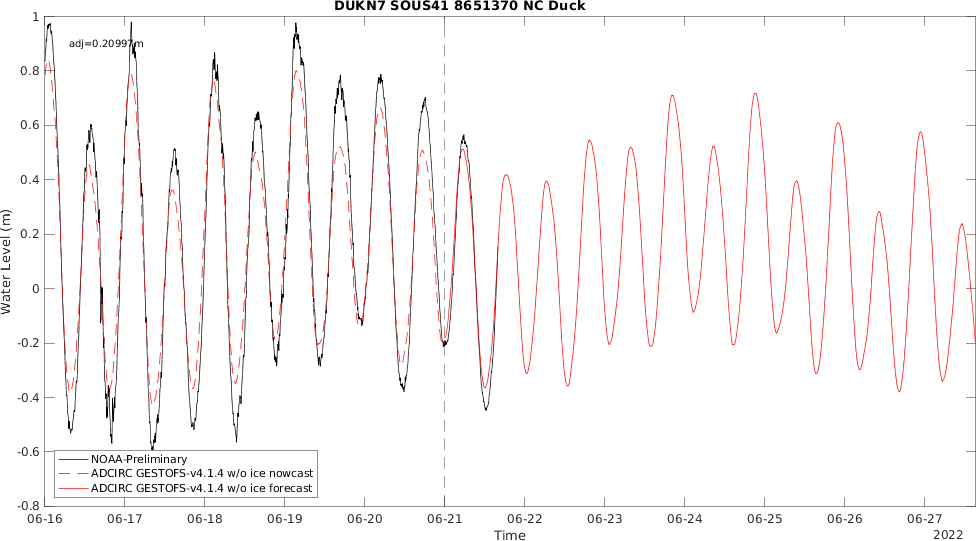 DUKN7 SOUS41 8651370 NC Duck
adj=0.20997m
1
0.8
0.6
0.4
0.2
0
-0.2
-0.4
-0.6
-0.8
Water Level (m)
NOAA-Preliminary
ADCIRC GESTOFS-v4.1.4 w/o ice nowcast
ADCIRC GESTOFS-v4.1.4 w/o ice forecast
06-16 06-17 06-18 06-19 06-20 06-21 06-22 06-23 06-24 06-25 06-26 06-27
Time
2022